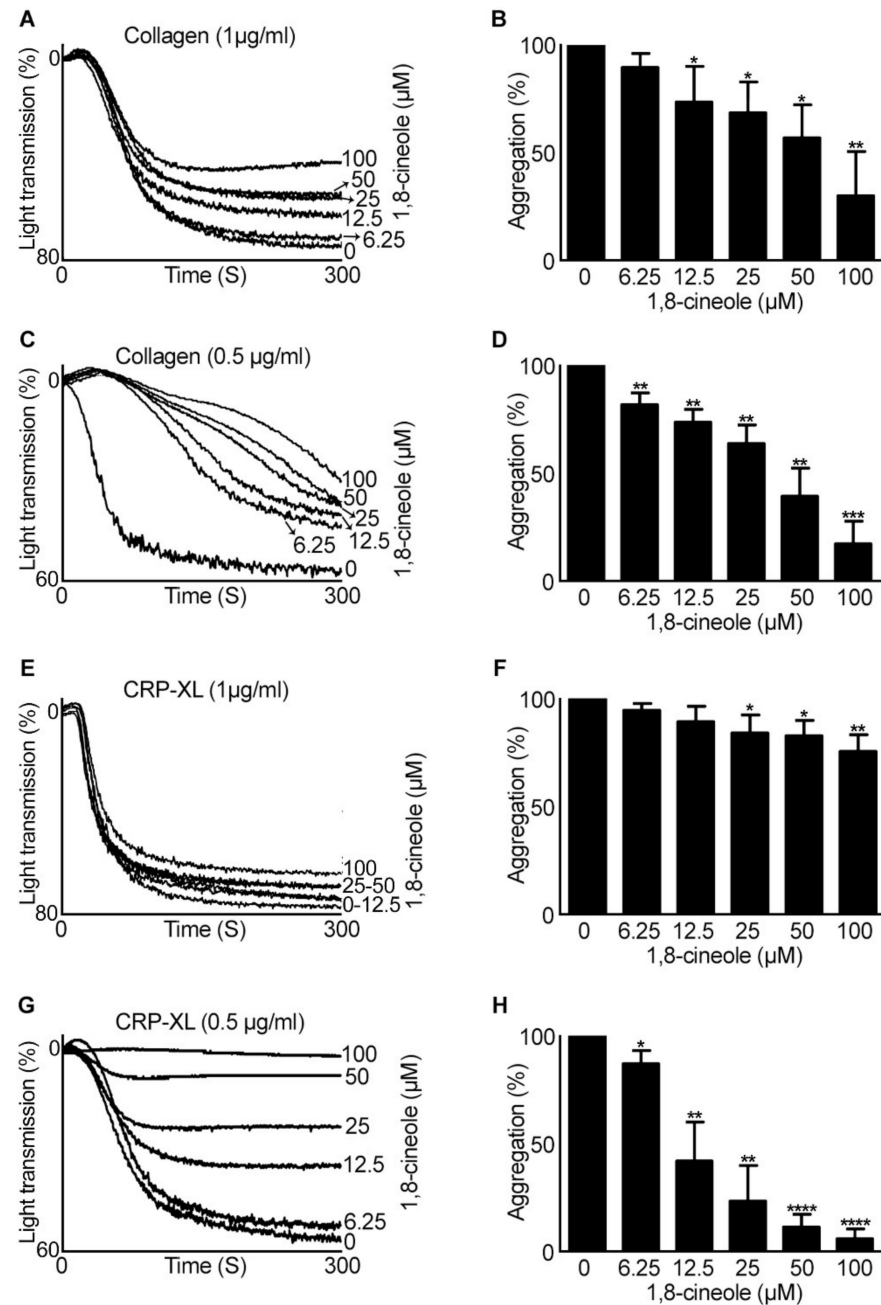 A
Collagen (1µg/ml)
Light transmission (%)
0
80
100
50
25
12.5
6.25
0
1,8-cineole (µM)
0
Time (S)
300
B
Aggregation (%)
100
50
0
*
*
*
**
0 6.25 12.5 25 50 100
1,8-cineole (µM)
C
Collagen (0.5 µg/ml)
Light transmission (%)
0
60
100
50
25
12.5
6.25
0
1,8-cineole (µM)
0
Time (S)
300
D
Aggregation (%)
100
50
0
**
**
**
**
***
0 6.25 12.5 25 50 100
1,8-cineole (µM)
E
CRP-XL (1µg/ml)
Light transmission (%)
0
80
100
25-50
0-12.5
1,8-cineole (µM)
0
Time (S)
300
F
Aggregation (%)
100
50
0
*
*
**
0 6.25 12.5 25 50 100
1,8-cineole (µM)
G
CRP-XL (0.5 µg/ml)
Light transmission (%)
0
60
100
50
25
12.5
6.25
0
1,8-cineole (µM)
0
Time (S)
300
H
Aggregation (%)
100
50
0
*
**
**
****
****
0 6.25 12.5 25 50 100
1,8-cineole (µM)